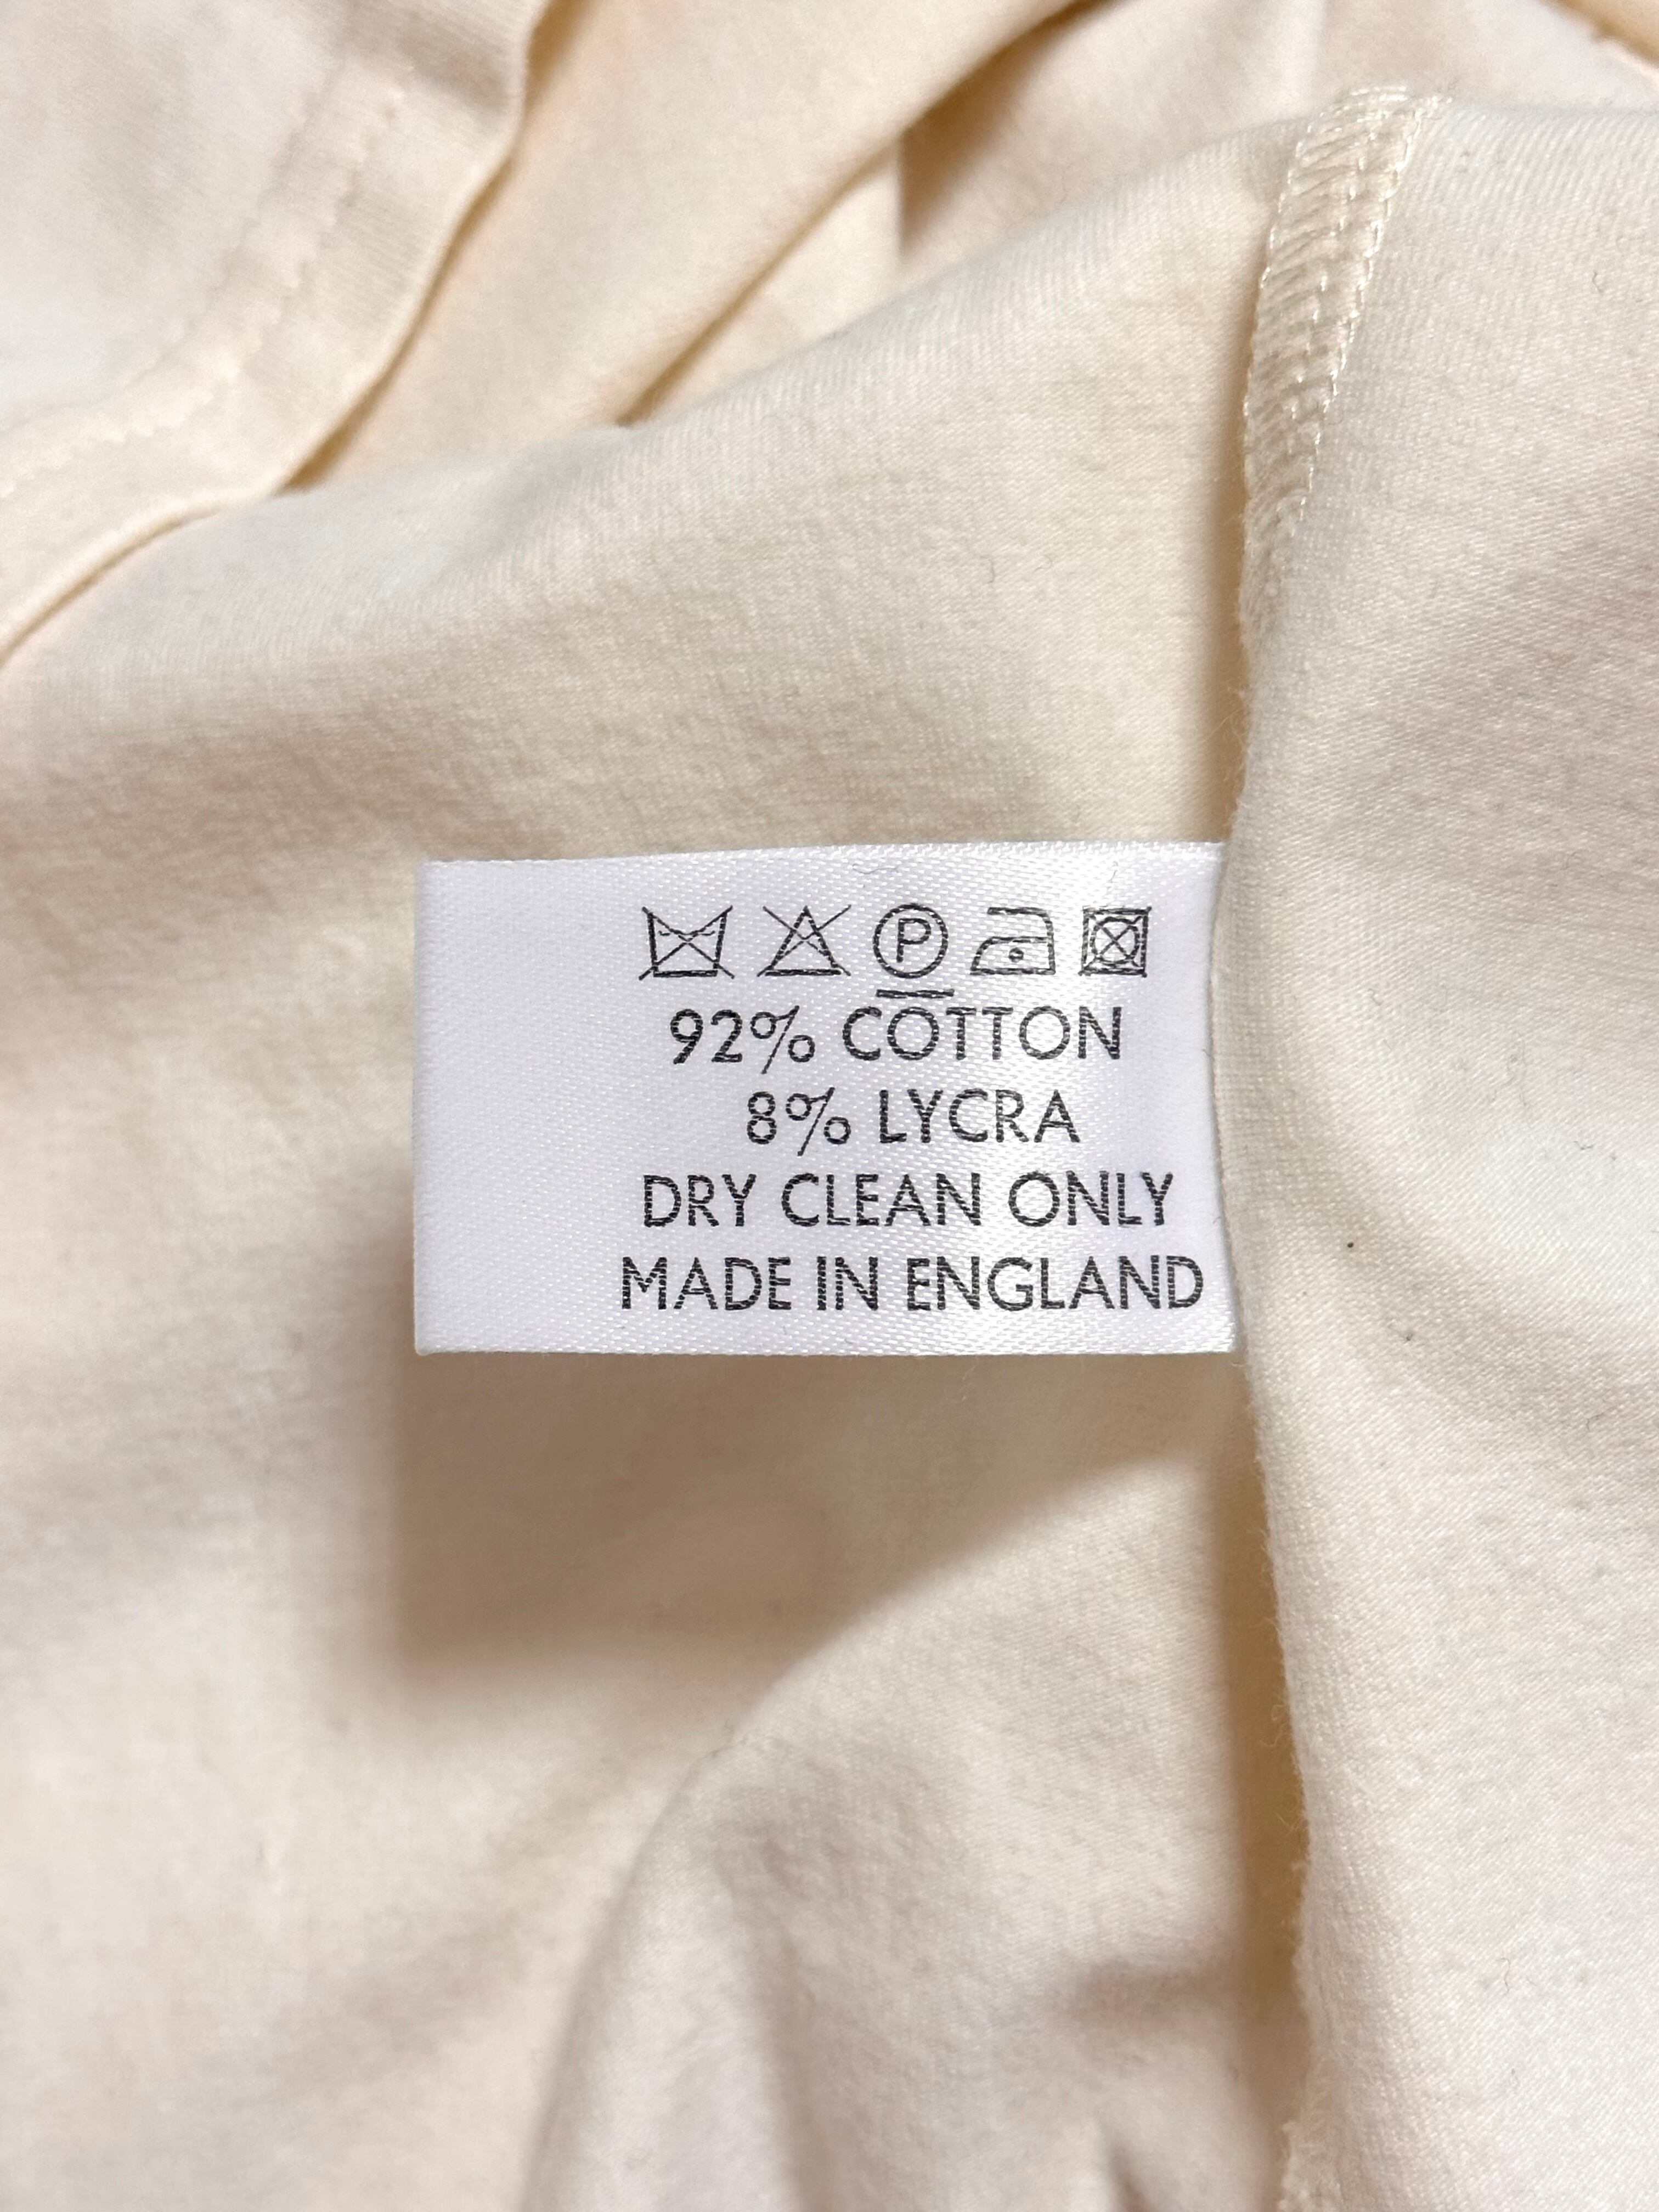 P
92% COTTON
8% LYCRA
DRY CLEAN ONLY
MADE IN ENGLAND